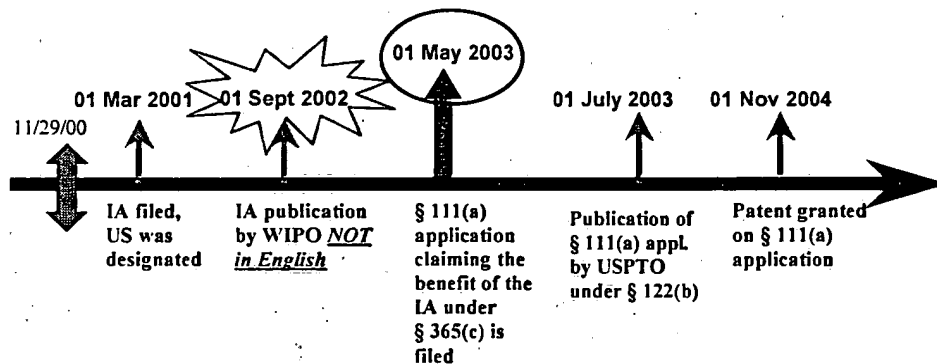 01 May 2003
01 Mar 2001
01 Sept 2002
01 July 2003
01 Nov 2004
11/29/00
IA filed,
US was
designated
IA publication
by WIPO NOT
in English
§ 111(a)
application
claiming the
benefit of the
IA under
§ 365(c) is
filed
Publication of
§ 111(a) appl.
by USPTO
under § 122(b)
Patent granted
on § 111(a)
application